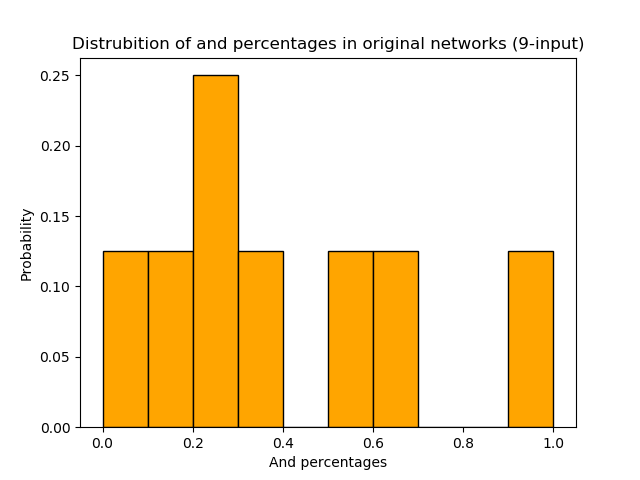 Distrubition of and percentages in original networks (9-input)
0.25
0.20
0.15
0.10
0.05
0.00
Probability
0.0 0.2 0.4 0.6 0.8 1.0
And percentages